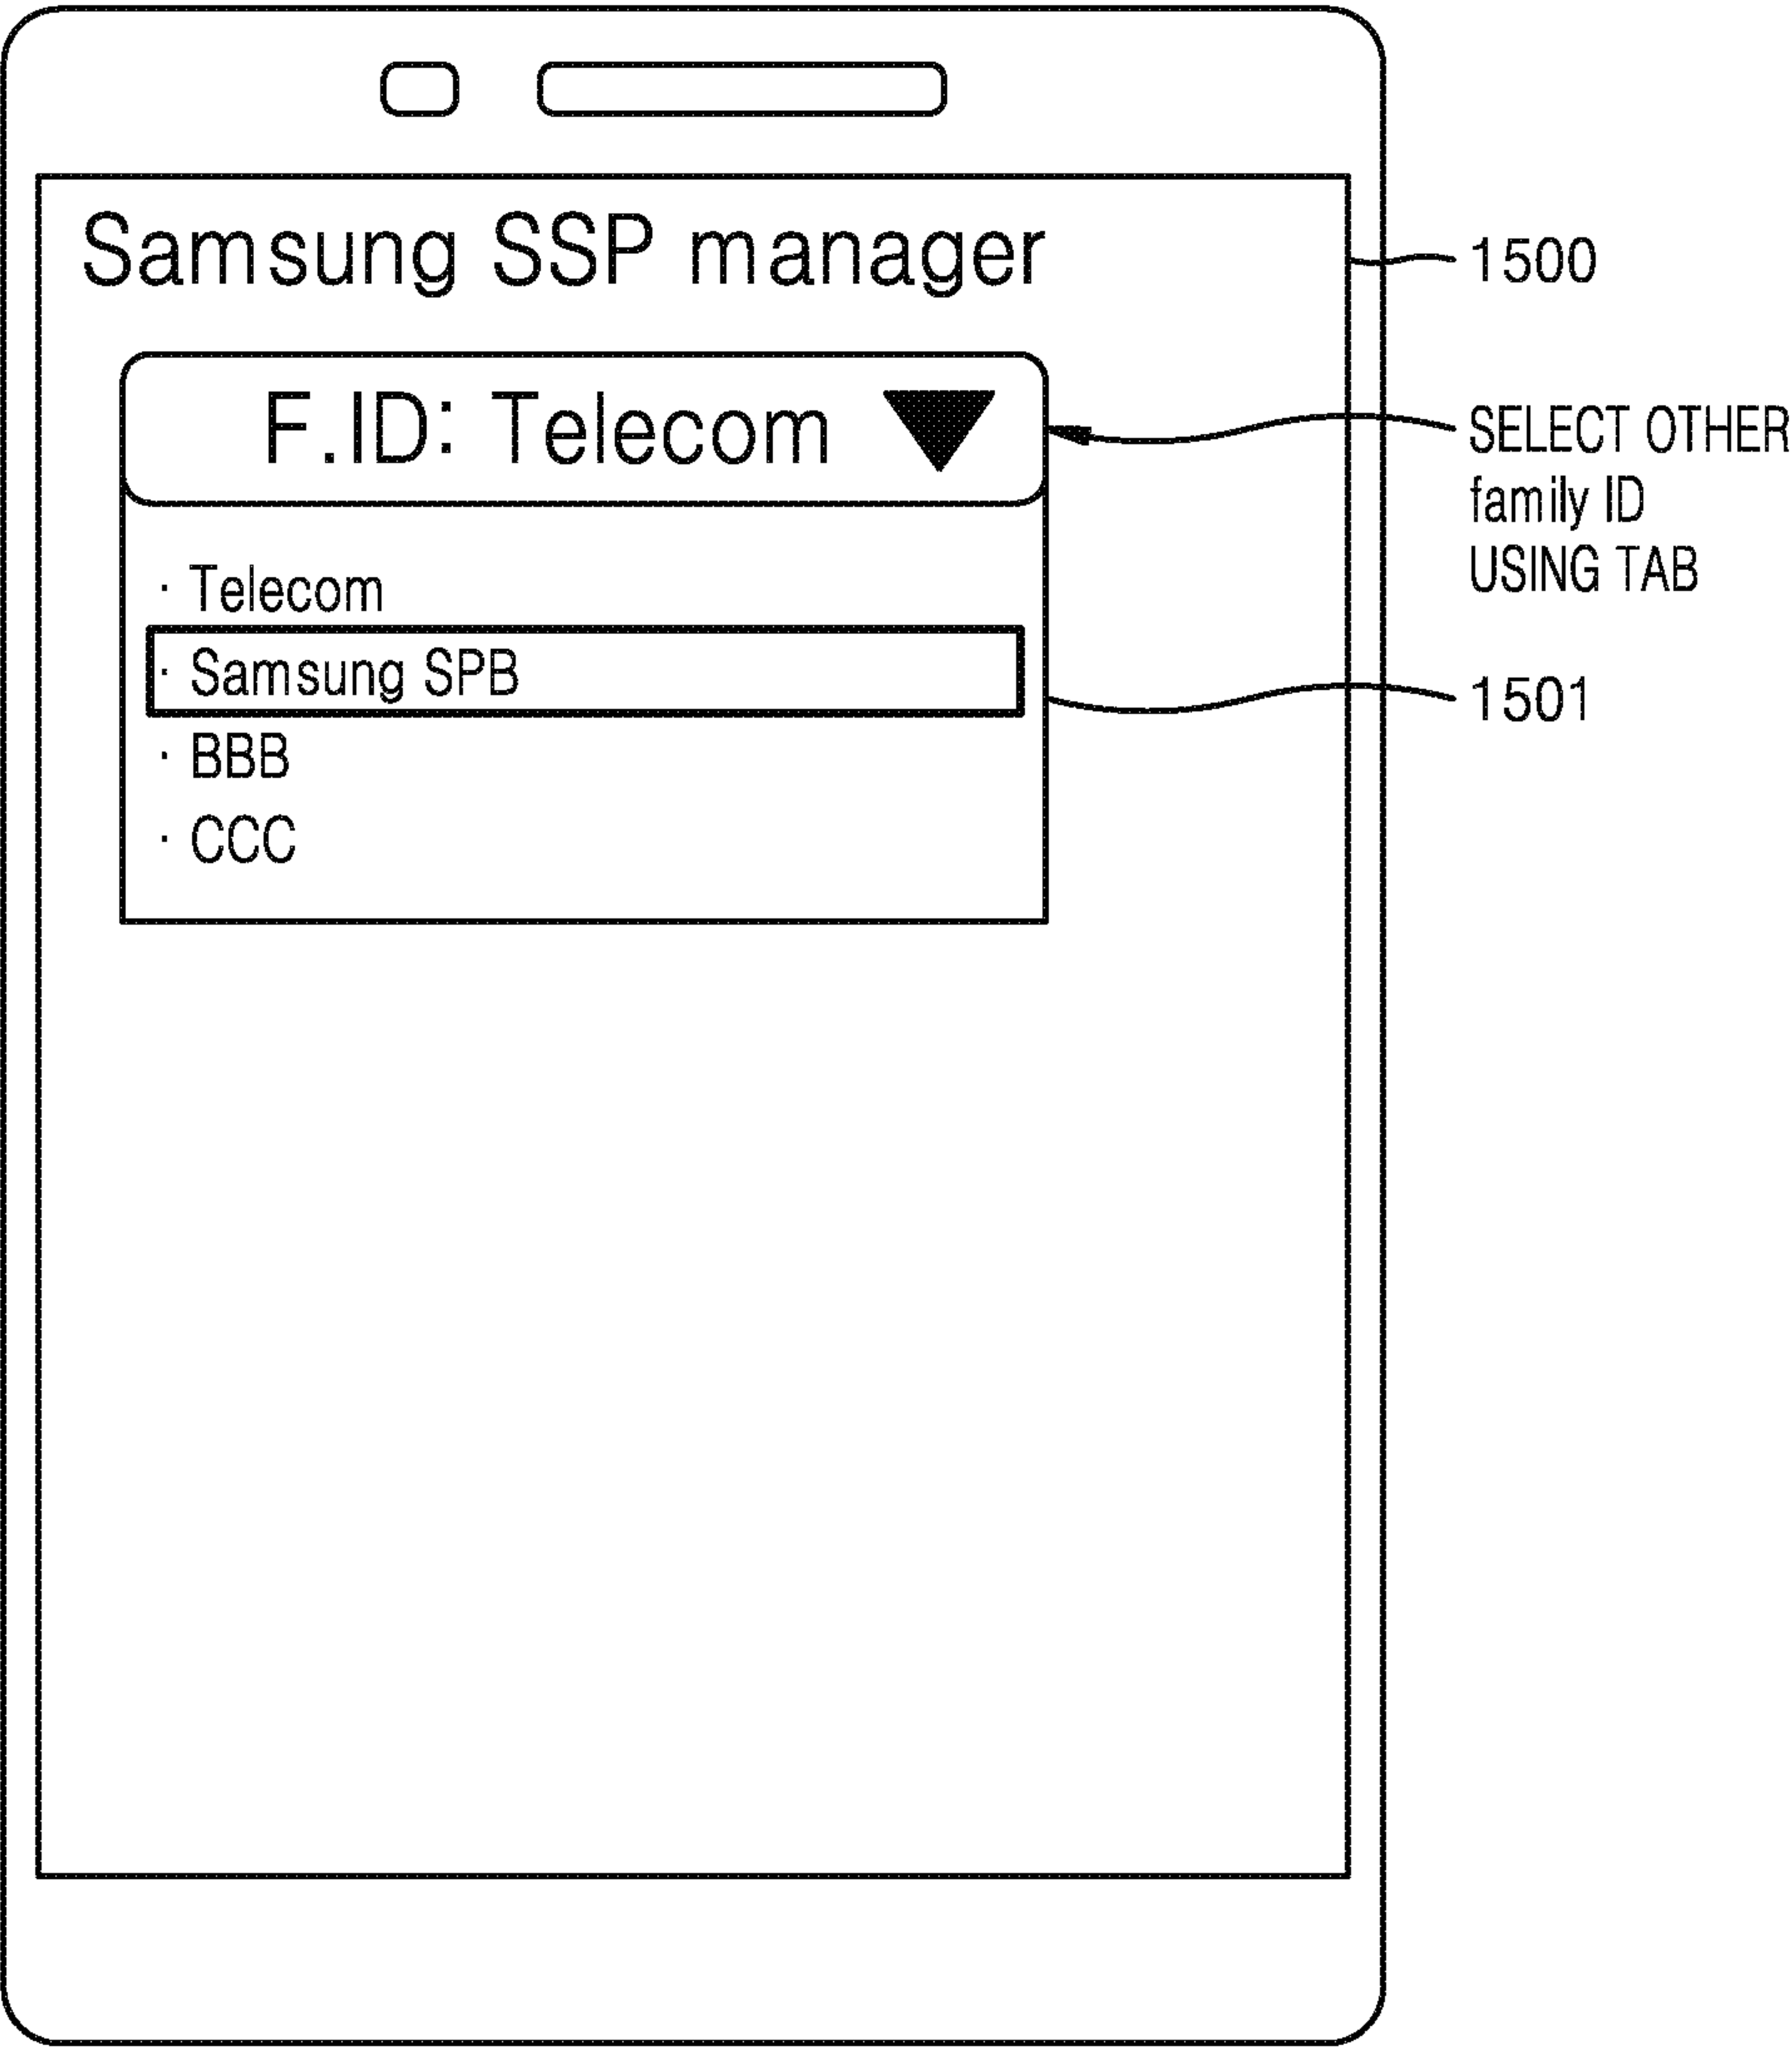 Samsung SSP manager
1500
F.ID: Telecom
SELECT OTHER
family ID
USING TAB
· Telecom
· Samsung SPB
1501
· BBB
· CCC